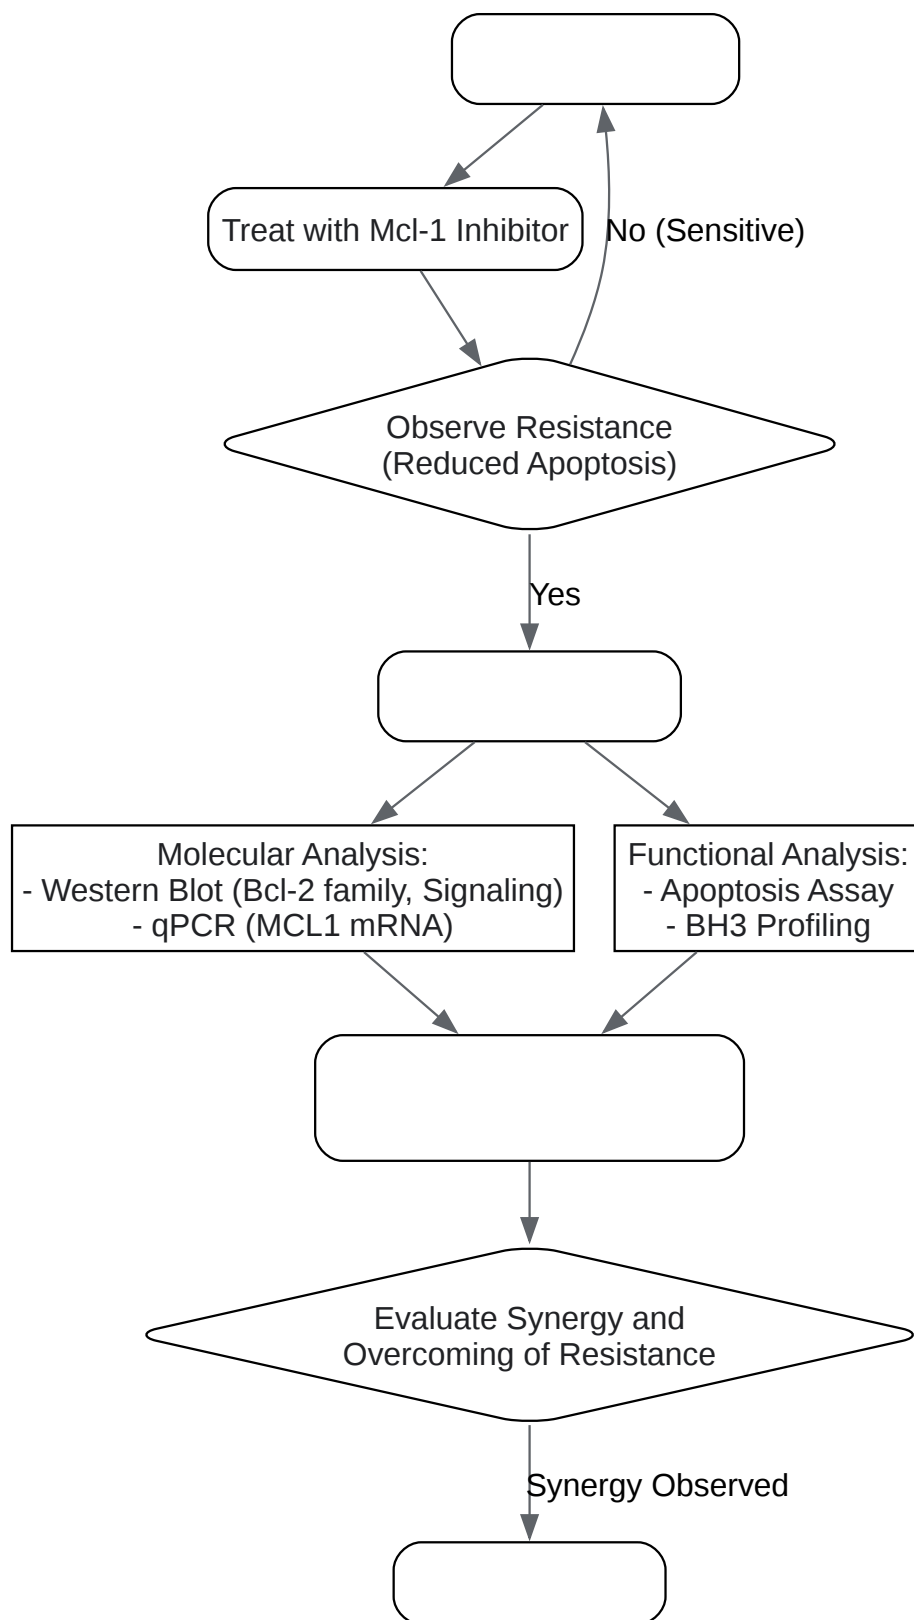 Treat with Mcl-1 Inhibitor
No (Sensitive)
Observe Resistance
(Reduced Apoptosis)
Yes
Molecular Analysis:
- Western Blot (Bcl-2 family, Signaling)
- qPCR (MCL1 mRNA)
Functional Analysis:
- Apoptosis Assay
- BH3 Profiling
Evaluate Synergy and
Overcoming of Resistance
Synergy Observed